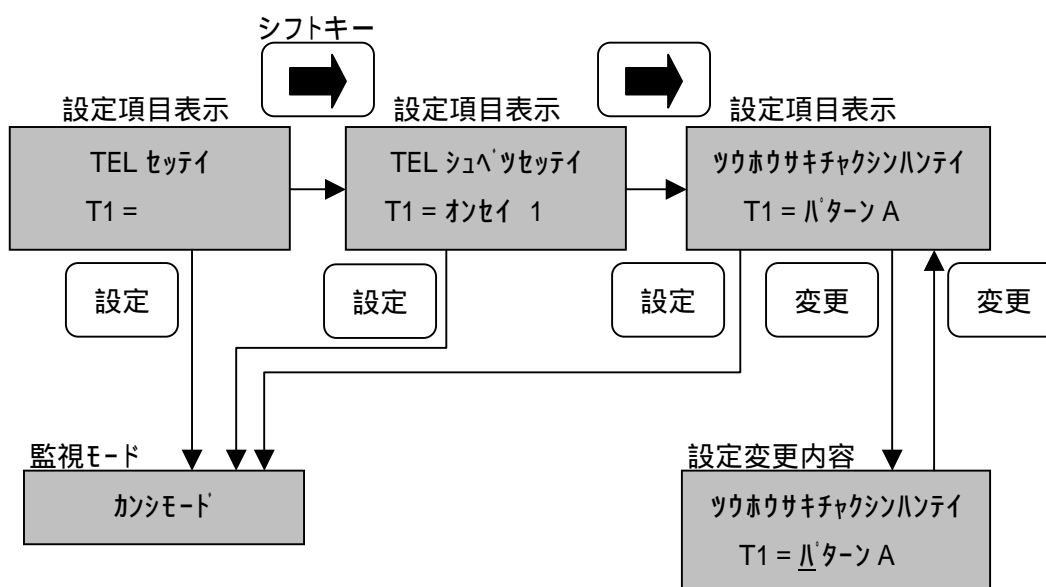 シフトキー
設定項目表示
設定項目表示
設定項目表示
TEL セッテイ
T1 =
TEL シュベツセッテイ
T1 = オンセイ 1
ツウホウサキチャクシンハンテイ
T1 = パターン A
設定
設定
設定
変更
変更
監視モード
カンシモード
設定変更内容
ツウホウサキチャクシンハンテイ
T1 = パターン A